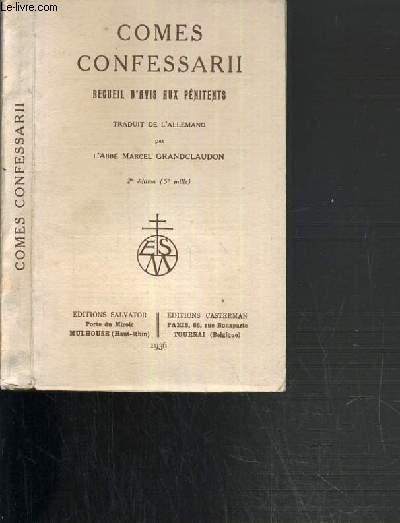 © le-livre.com
COMES CONFESSARII
COMES
CONFESSARII
RECUEIL D'AVIS AUX PÉNITENTS
TRADUIT DE L'ALLEMAND
par
L'ABBÉ MARCEL GRANDCLAUDON
2e édition (5e mille)
ESM
EDITIONS SALVATOR
Porte du Miroir
MULHOUSE (Haut-Rhin)
EDITIONS CASTERMAN
PARIS, 66, rue Bonaparte
TOURNAI (Belgique)
1936